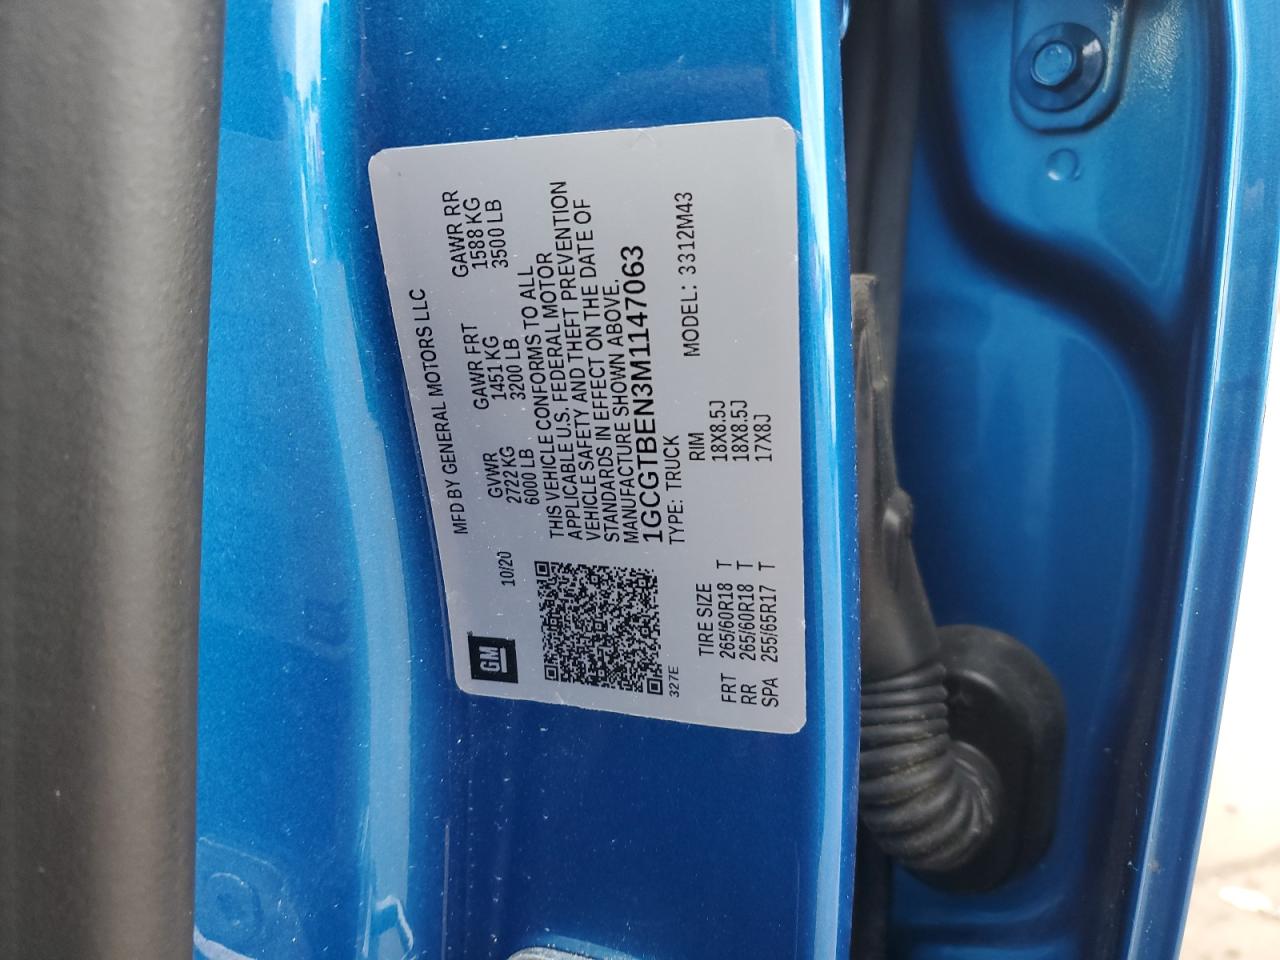 MFD BY GENERAL MOTORS LLC
GM
10/20
GVWR GAWR FRT GAWR RR
2722 KG 1451 KG 1588 KG
6000 LB 3200 LB 3500 LB
THIS VEHICLE CONFORMS TO ALL
APPLICABLE U.S. FEDERAL MOTOR
VEHICLE SAFETY AND THEFT PREVENTION
STANDARDS IN EFFECT ON THE DATE OF
MANUFACTURE SHOWN ABOVE.
1GCGTBEN3M1147063
327E
TYPE: TRUCK MODEL: 3312M43
TIRE SIZE RIM
FRT 265/60R18 T 18X8.5J
RR 265/60R18 T 18X8.5J
SPA 255/65R17 T 17X8J